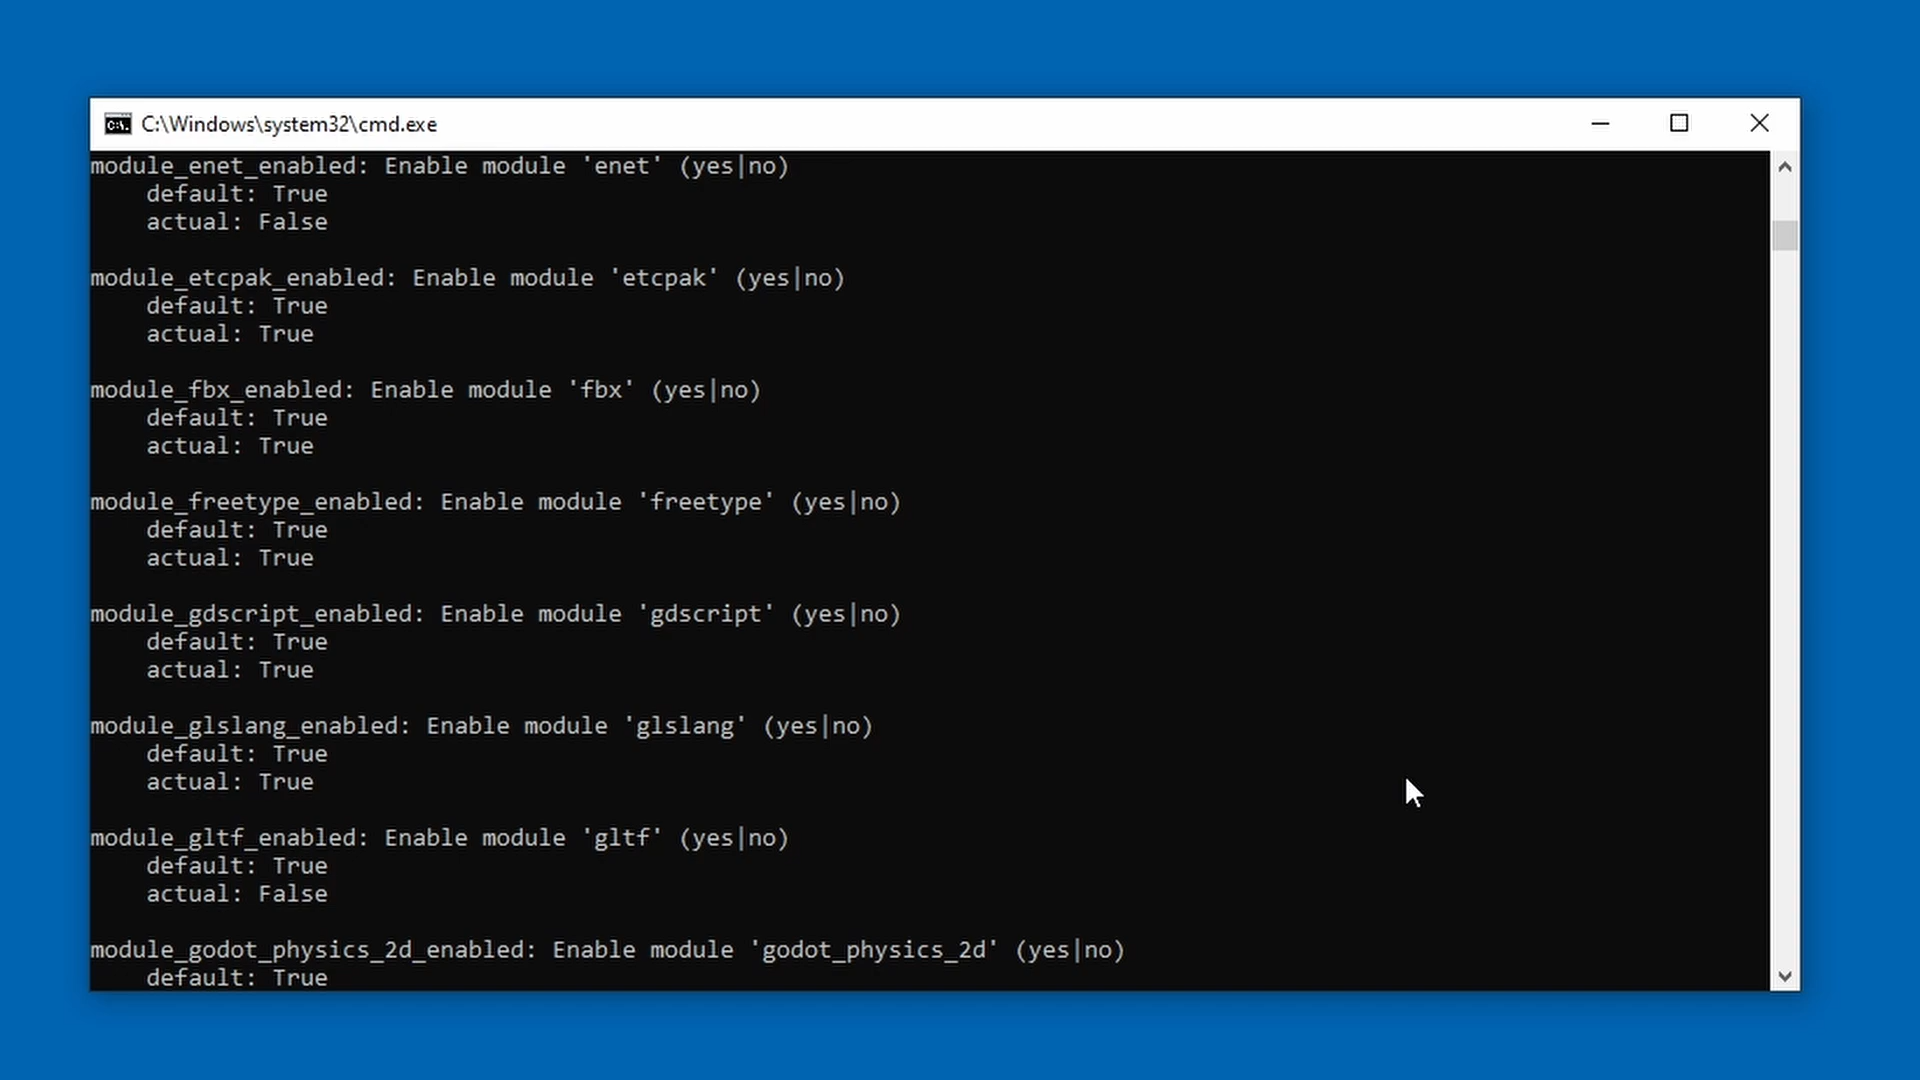 C:\Windows\system32\cmd.exe
module_enet_enabled: Enable module 'enet' (yes|no)
    default: True
    actual: False

module_etcpak_enabled: Enable module 'etcpak' (yes|no)
    default: True
    actual: True

module_fbx_enabled: Enable module 'fbx' (yes|no)
    default: True
    actual: True

module_freetype_enabled: Enable module 'freetype' (yes|no)
    default: True
    actual: True

module_gdscript_enabled: Enable module 'gdscript' (yes|no)
    default: True
    actual: True

module_glslang_enabled: Enable module 'glslang' (yes|no)
    default: True
    actual: True

module_gltf_enabled: Enable module 'gltf' (yes|no)
    default: True
    actual: False

module_godot_physics_2d_enabled: Enable module 'godot_physics_2d' (yes|no)
    default: True